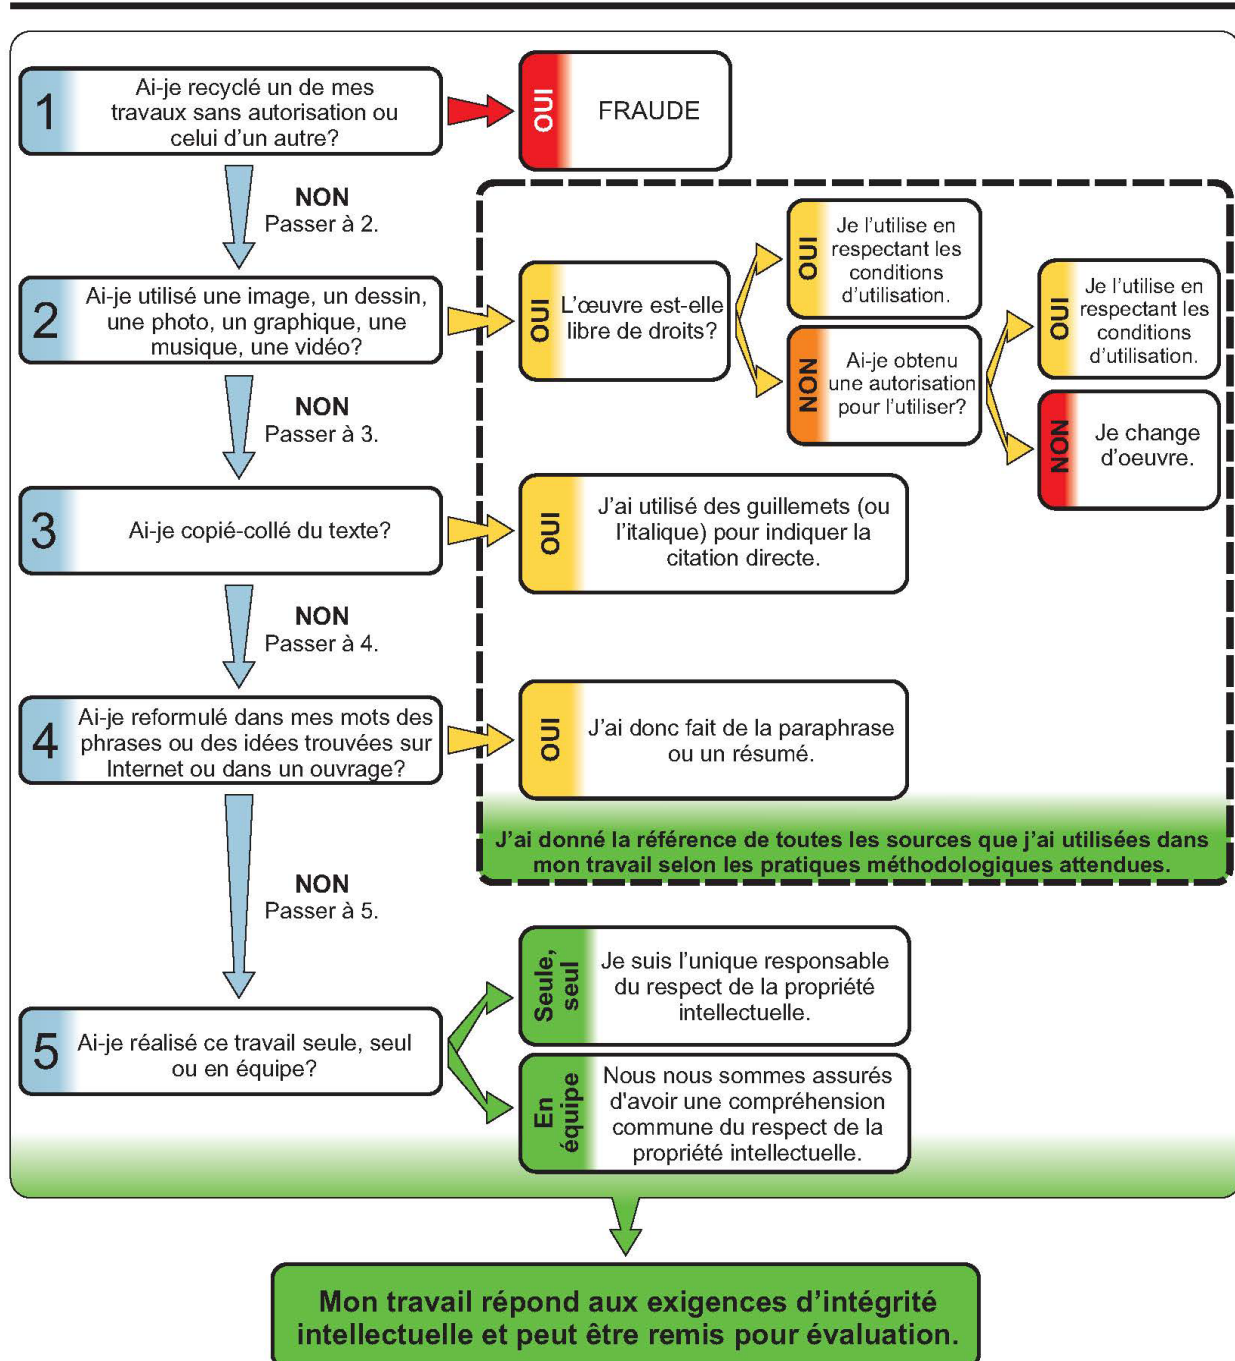 1
Ai-je recyclé un de mes
travaux sans autorisation ou
celui d'un autre?
OUI
FRAUDE
NON
Passer à 2.
2
Ai-je utilisé une image, un dessin,
une photo, un graphique, une
musique, une vidéo?
OUI
L'œuvre est-elle
libre de droits?
OUI
Je l'utilise en
respectant les
conditions
d'utilisation.
NON
Ai-je obtenu
une autorisation
pour l'utiliser?
OUI
Je l'utilise en
respectant les
conditions
d'utilisation.
NON
Je change
d'oeuvre.
NON
Passer à 3.
3
Ai-je copié-collé du texte?
OUI
J'ai utilisé des guillemets (ou
l'italique) pour indiquer la
citation directe.
NON
Passer à 4.
4
Ai-je reformulé dans mes mots des
phrases ou des idées trouvées sur
Internet ou dans un ouvrage?
OUI
J'ai donc fait de la paraphrase
ou un résumé.
J'ai donné la référence de toutes les sources que j'ai utilisées dans
mon travail selon les pratiques méthodologiques attendues.
NON
Passer à 5.
5
Ai-je réalisé ce travail seule, seul
ou en équipe?
Seule,
seul
Je suis l'unique responsable
du respect de la propriété
intellectuelle.
En
équipe
Nous nous sommes assurés
d'avoir une compréhension
commune du respect de la
propriété intellectuelle.
Mon travail répond aux exigences d'intégrité
intellectuelle et peut être remis pour évaluation.